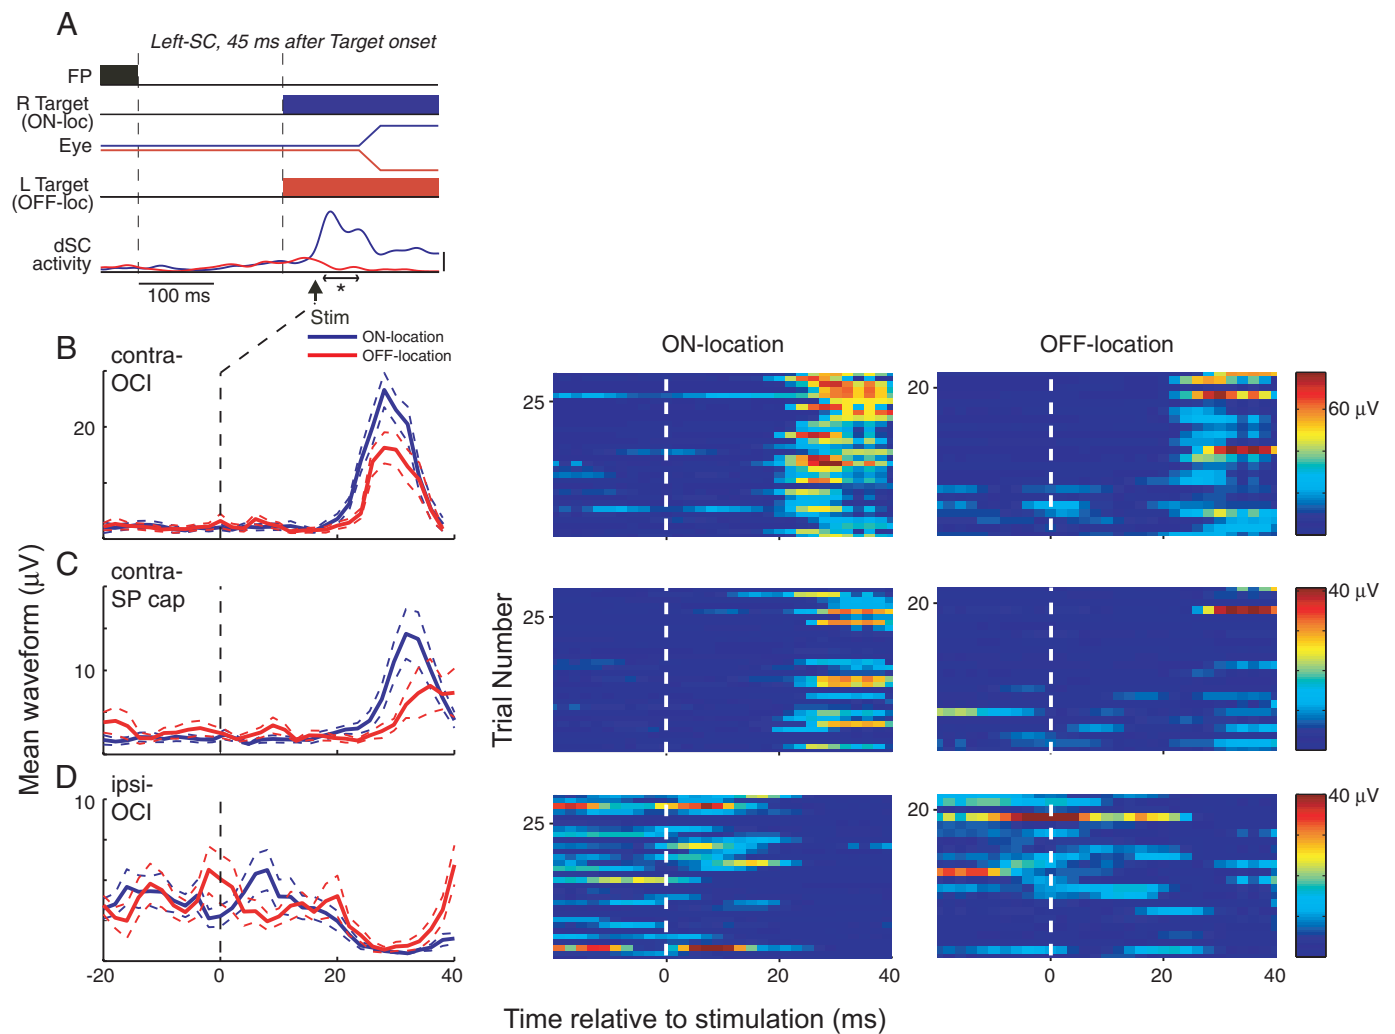 A
Left-SC, 45 ms after Target onset
FP
R Target
(ON-loc)
Eye
L Target
(OFF-loc)
dSC
activity
100 ms
*
Stim
ON-location
OFF-location
B
contra-
OCI
20
ON-location
25
OFF-location
20
60 μV
C
contra-
SP cap
10
25
20
40 μV
D
ipsi-
OCI
10
-20
0
20
40
25
0
20
40
20
0
20
40
40 μV
Mean waveform (μV)
Trial Number
Time relative to stimulation (ms)